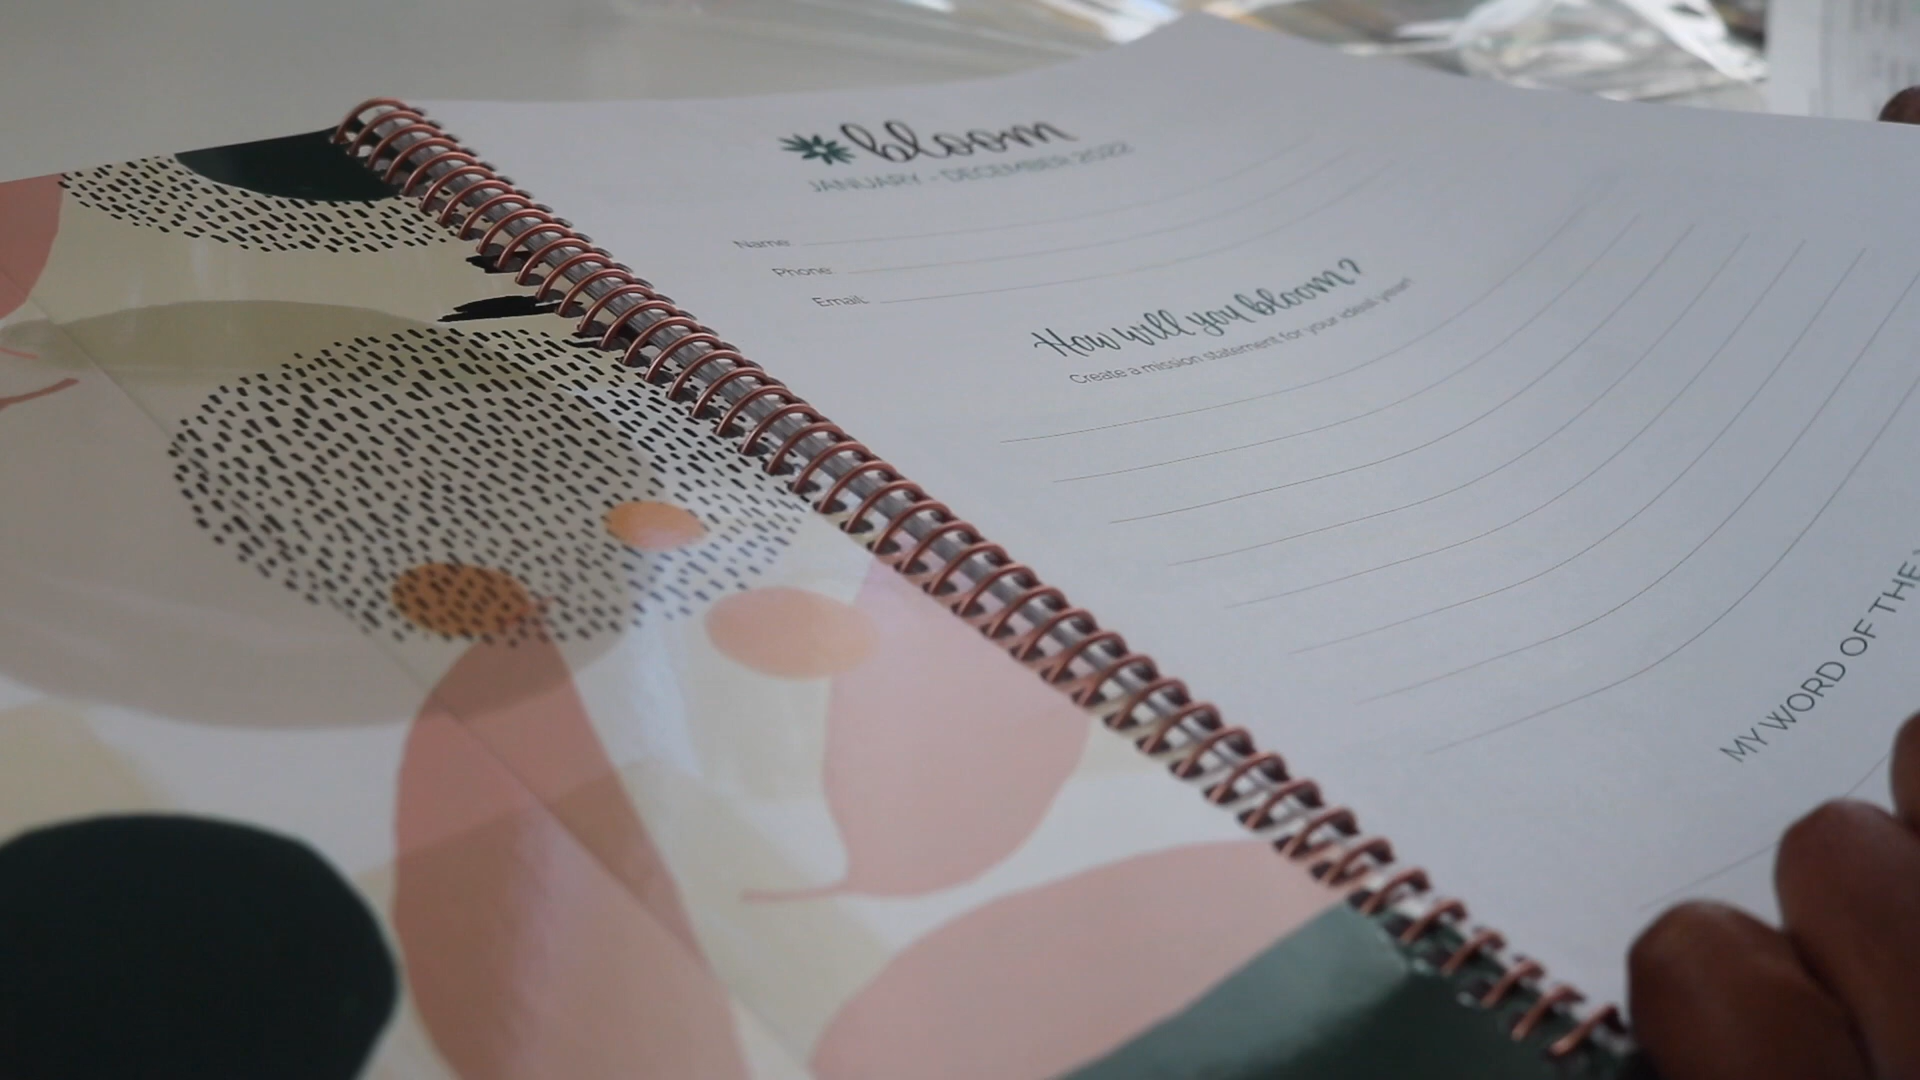 bloom
JANUARY - DECEMBER 2022
Name:
Phone:
Email:
How will you bloom?
Create a mission statement for your ideal year!
MY WORD OF THE